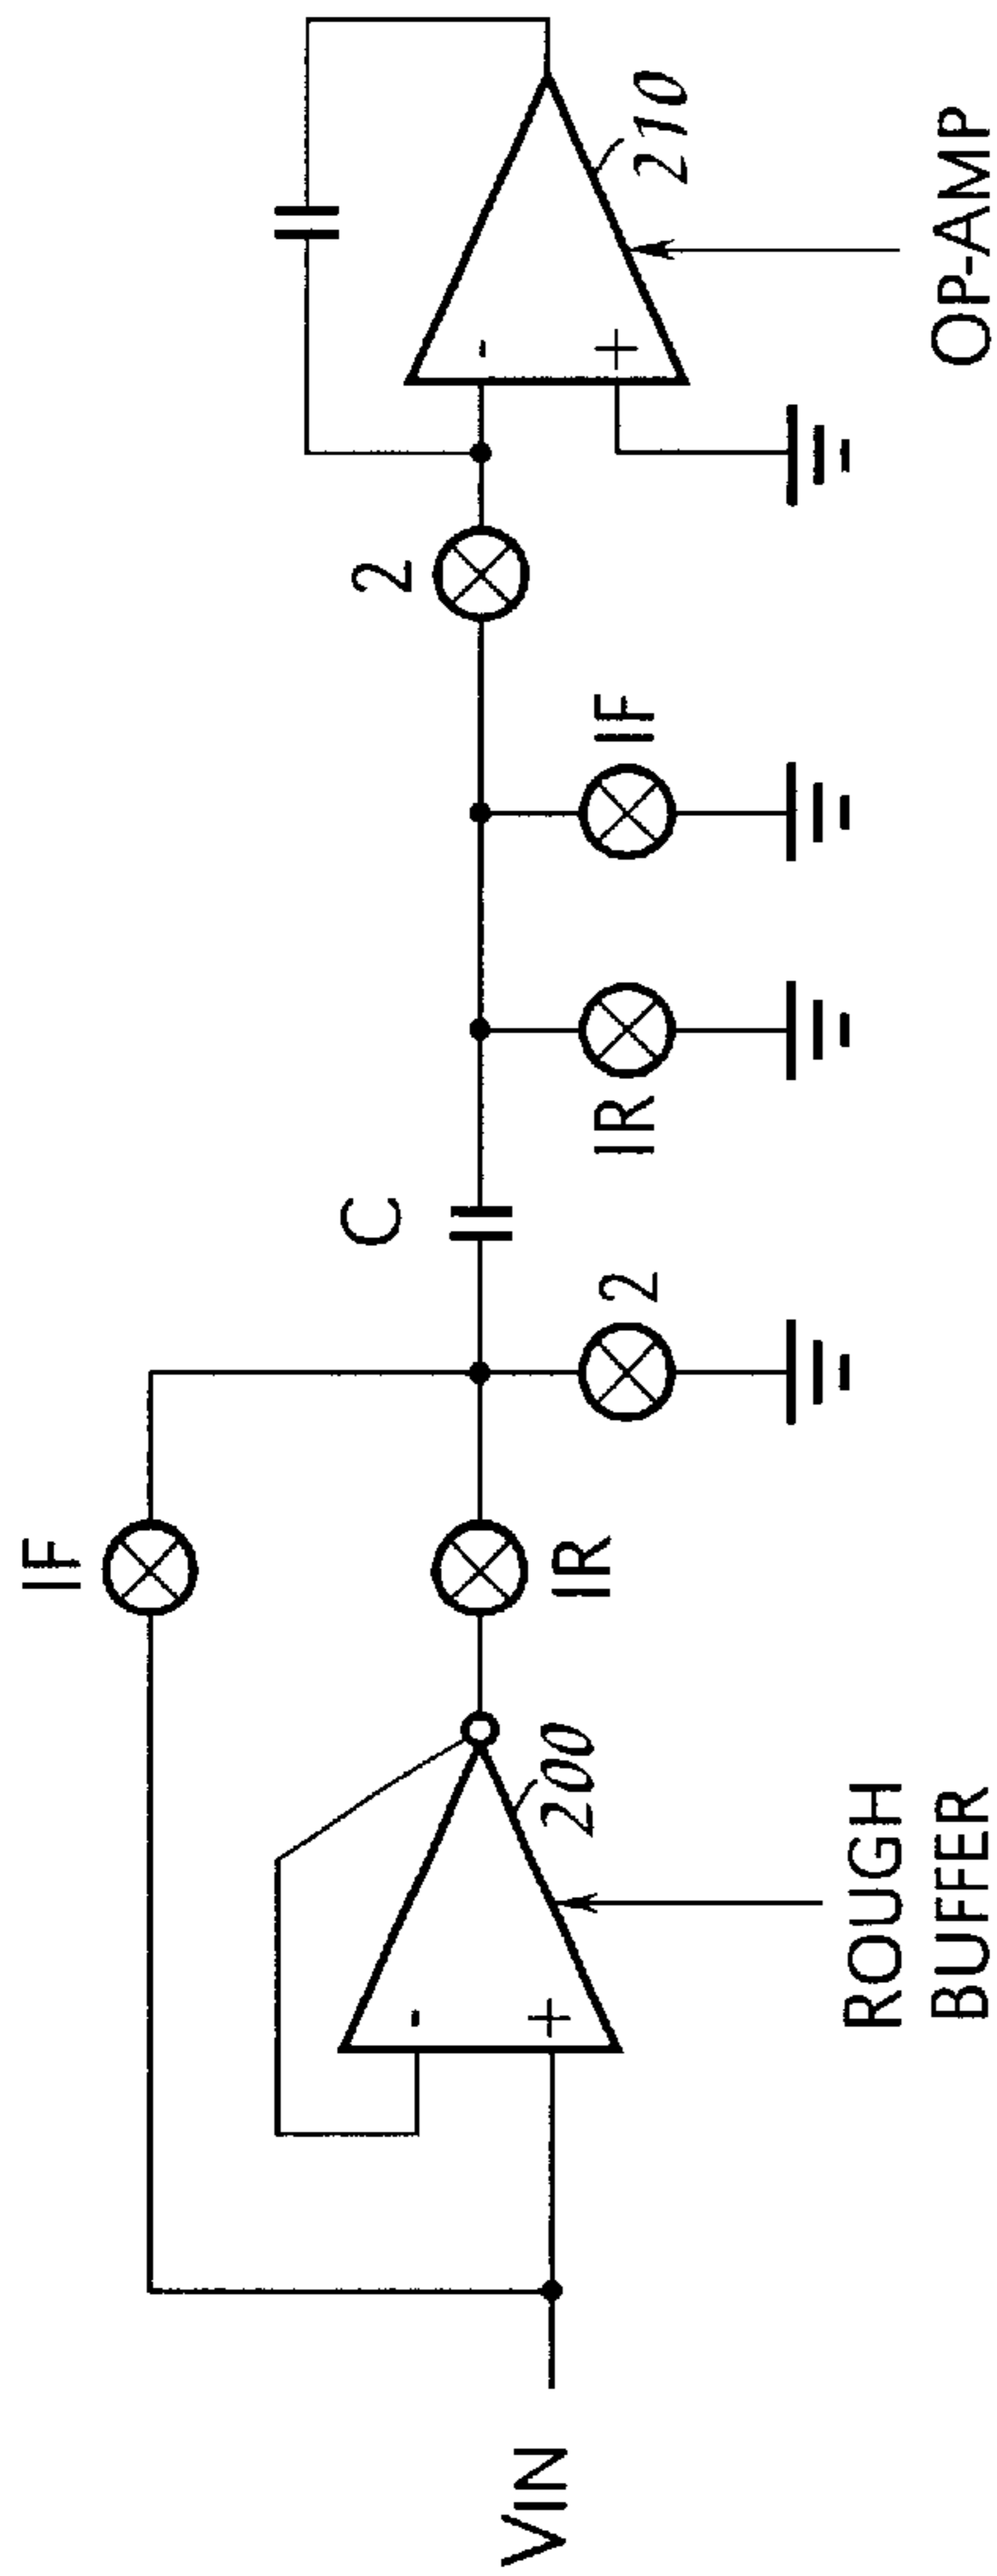 IF
C
2
-
-
VIN
+
IR
2
IR
IF
+
200
210
ROUGH
BUFFER
OP-AMP